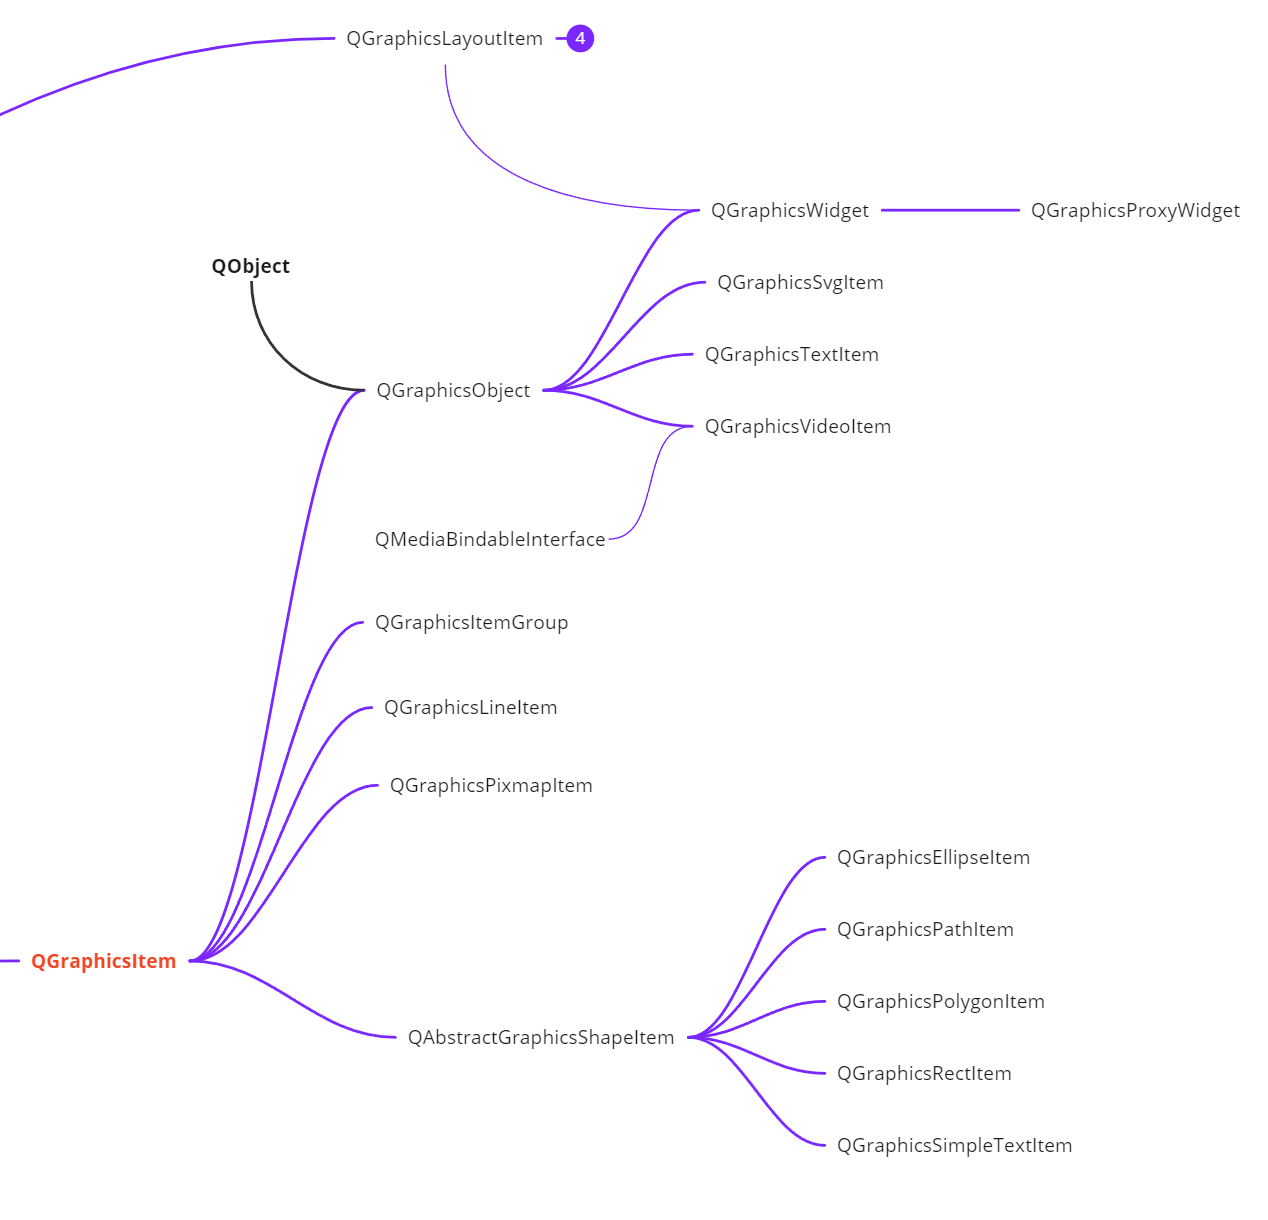 QGraphicsLayoutItem 4
QGraphicsWidget QGraphicsProxyWidget
QObject
QGraphicsSvgItem
QGraphicsTextItem
QGraphicsObject
QGraphicsVideoItem
QMediaBindableInterface
QGraphicsItemGroup
QGraphicsLineItem
QGraphicsPixmapItem
QGraphicsEllipseItem
QGraphicsPathItem
QGraphicsItem
QGraphicsPolygonItem
QAbstractGraphicsShapeItem
QGraphicsRectItem
QGraphicsSimpleTextItem